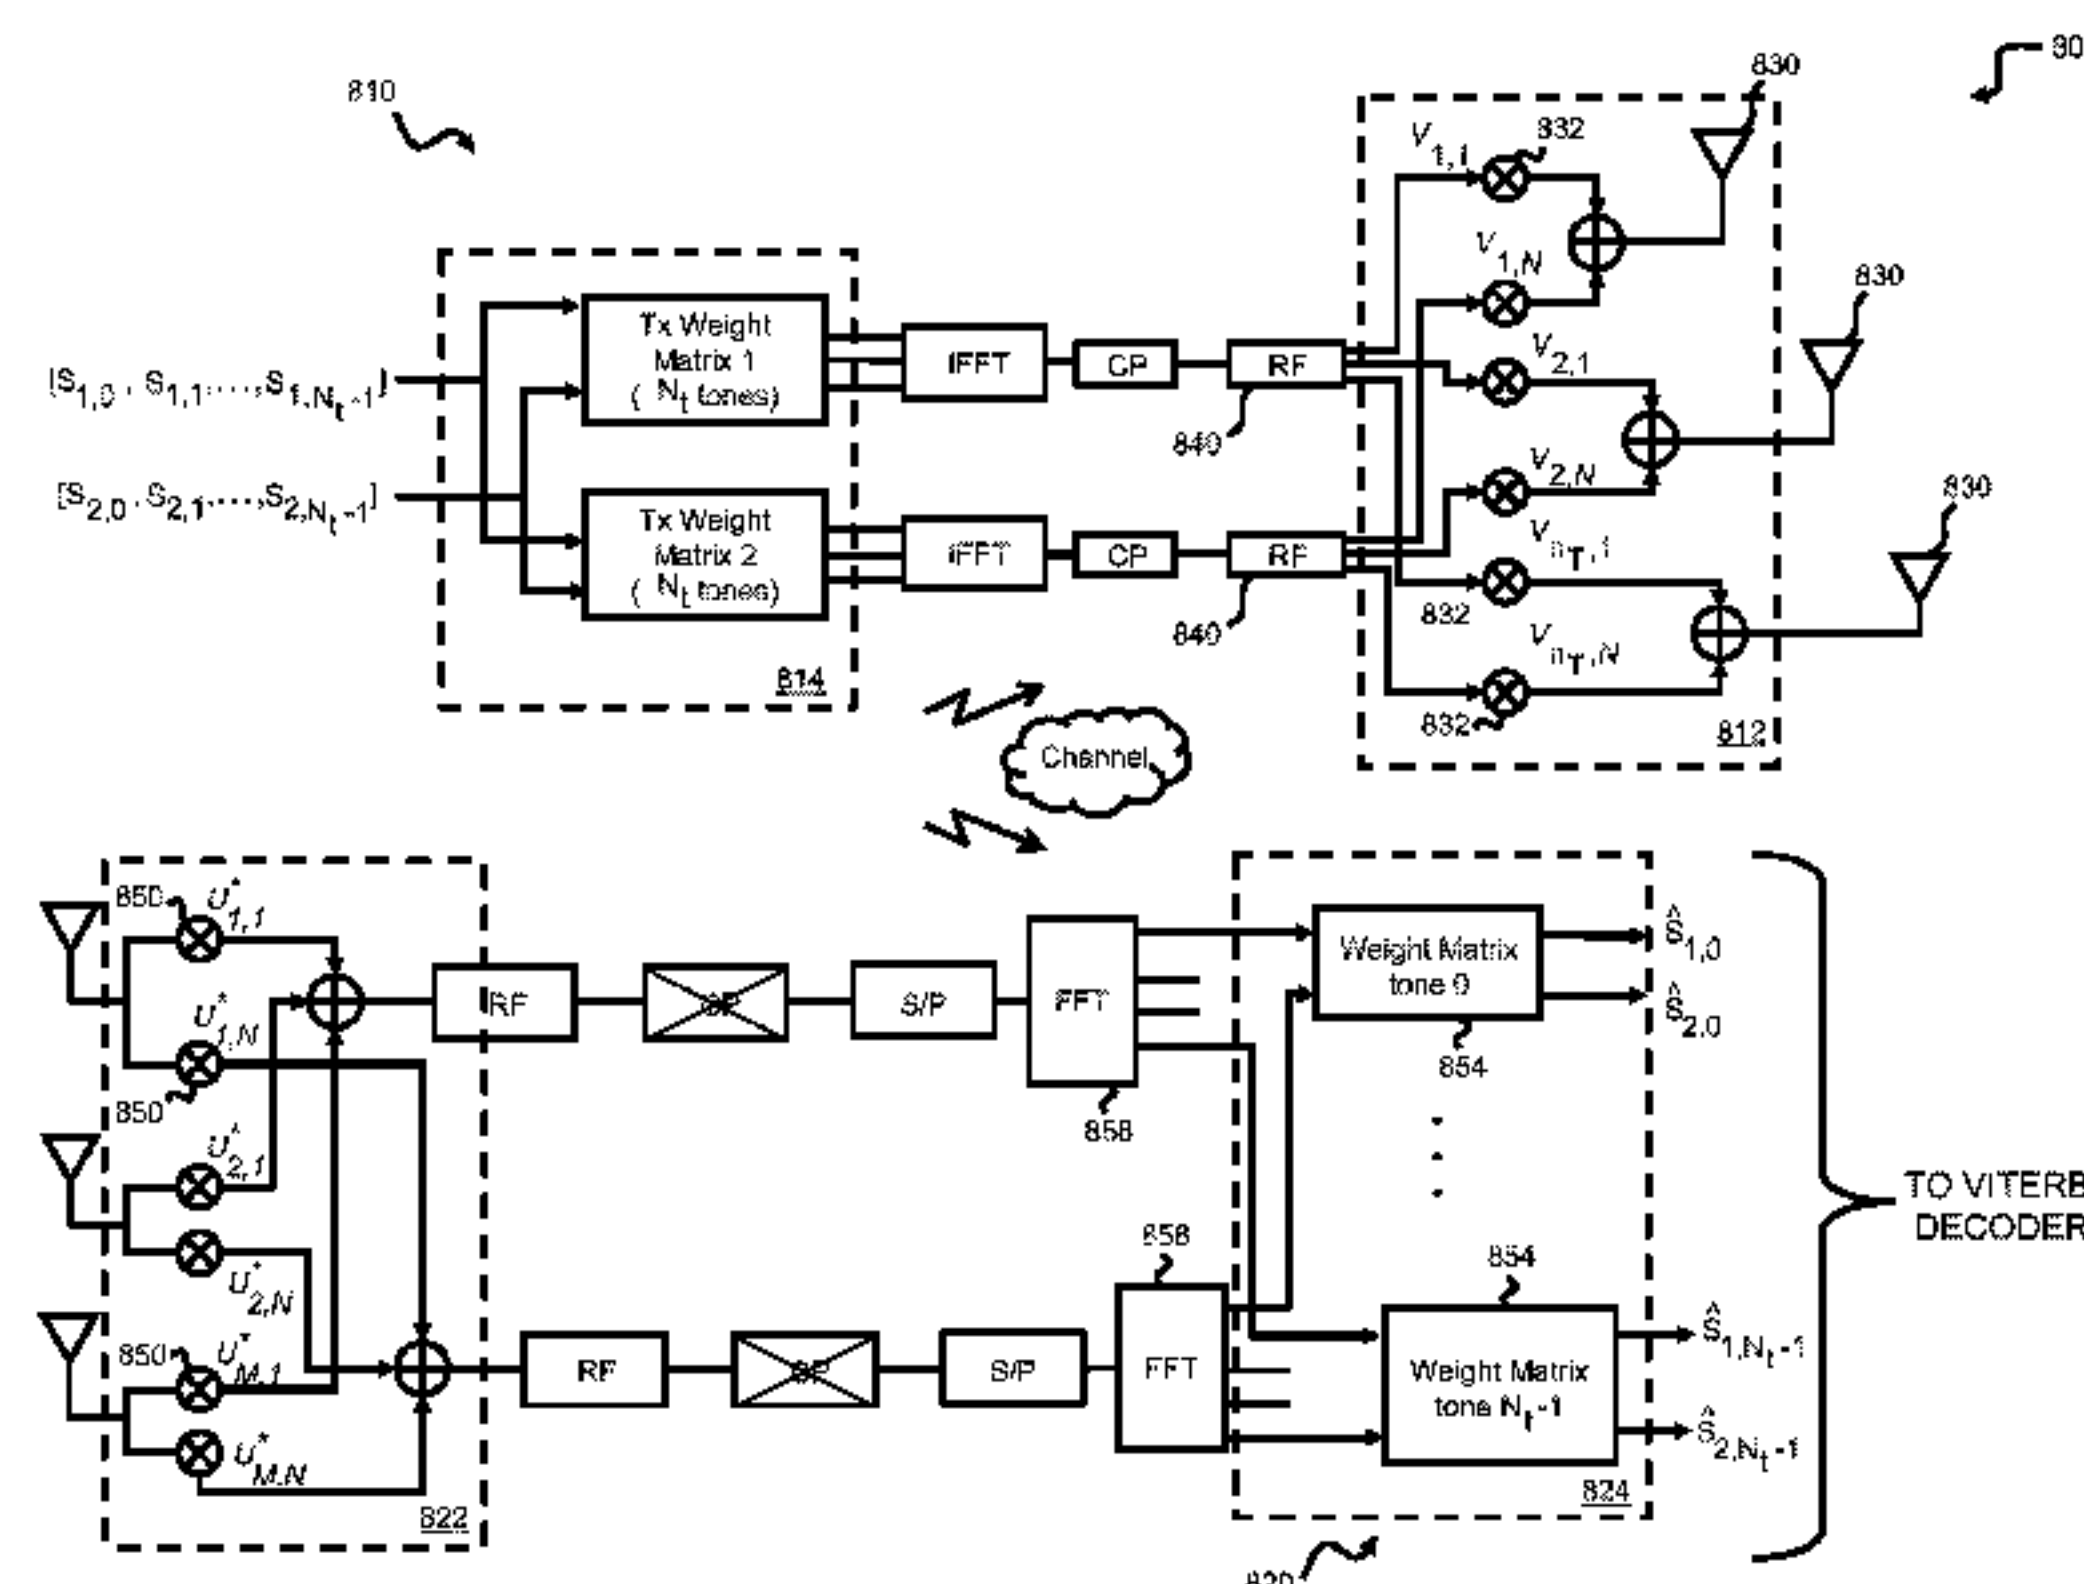 80
810
830
V1,1
832
V1,N
830
Tx Weight
Matrix 1
( Nt tones)
IFFT
CP
RF
V2,1
[S1,0 , S1,1,....,S1,Nt-1]
840
V2,N
[S2,0 , S2,1,....,S2,Nt-1]
830
Tx Weight
Matrix 2
( Nt tones)
IFFT
CP
RF
VnT,1
832
840
VnT,N
814
832
812
Channel
850
U*1,1
Weight Matrix
tone 0
Ŝ1,0
RF
CP
S/P
FFT
U*1,N
Ŝ2,0
854
850
858
U*2,1
TO VITERB
DECODER
858
854
U*2,N
Ŝ1,Nt-1
850
U*M,1
RF
CP
S/P
FFT
Weight Matrix
tone Nt-1
Ŝ2,Nt-1
U*M,N
824
822
820